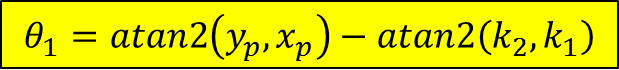 θ₁ = atan2(yₚ, xₚ) − atan2(k₂, k₁)